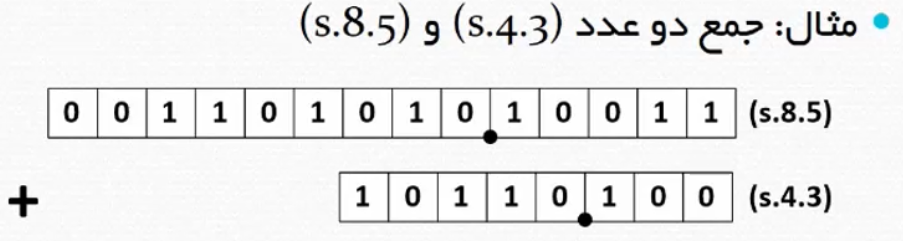 • مثال: جمع دو عدد (s.4.3) و (s.8.5)
0 0 1 1 0 1 0 1 0 1 0 0 1 1 (s.8.5)
+ 1 0 1 1 0 1 0 0 (s.4.3)